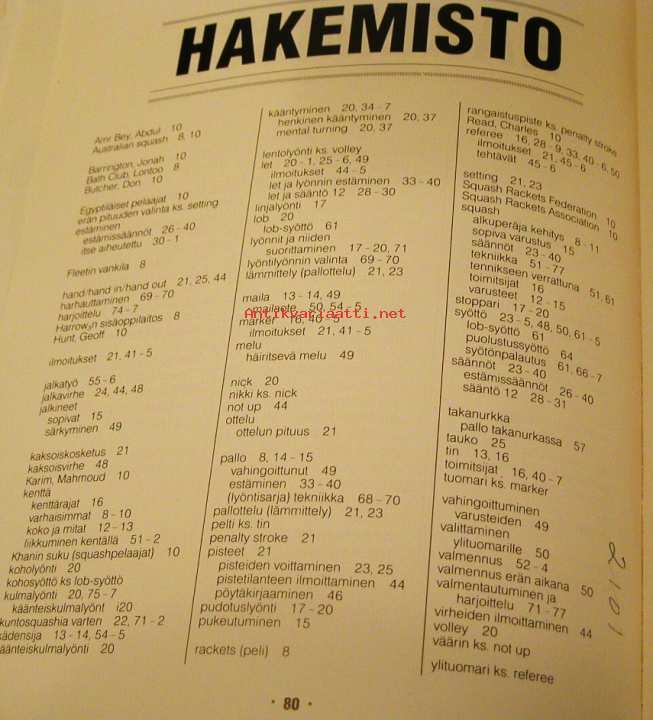 HAKEMISTO
Amr Bey, Abdul 10
Australian squash 8, 10
Barrington, Jonah 10
Bath Club, Lontoo 8
Butcher, Don 10
Egyptiläiset pelaajat 10
erän pituuden valinta ks. setting
estäminen
estämissäännöt 26 - 40
itse aiheutettu 30 - 1
Fleetin vankila 8
hand/hand in/hand out 21, 25, 44
harhauttaminen 69 - 70
harjoittelu 74 - 7
Harrow'n sisäoppilaitos 8
Hunt, Geoff 10
ilmoitukset 21, 41 - 5
jalkatyö 55 - 6
jalkavirhe 24, 44, 48
jalkineet
sopivat 15
särkyminen 49
kaksoiskosketus 21
kaksoisvirhe 48
Karim, Mahmoud 10
kenttä
kenttärajat 16
varhaisimmat 8 - 10
koko ja mitat 12 - 13
liikkuminen kentällä 51 - 2
Khanin suku (squashpelaajat) 10
koholyönti 20
kohosyöttö ks lob-syöttö
kulmalyönti 20, 75 - 7
käänteiskulmalyönt i20
kuntosquashia varten 22, 71 - 2
kädensija 13 - 14, 54 - 5
käänteiskulmalyönti 20
kääntyminen 20, 34 - 7
henkinen kääntyminen 20, 37
mental turning 20, 37
lentolyönti ks. volley
let 20 - 1, 25 - 6, 49
ilmoitukset 44 - 5
let ja lyönnin estäminen 33 - 40
let ja sääntö 12 28 - 30
linjalyönti 17
lob 20
lob-syöttö 61
lyönnit ja niiden
suorittaminen 17 - 20, 71
lyöntilyönnin valinta 69 - 70
lämmittely (pallottelu) 21, 23
maila 13 - 14, 49
mailaote 50, 54 - 5
Antikvariaatti.net
marker 16, 40 - 5
ilmoitukset 21, 41 - 5
melu
häiritsevä melu 49
nick 20
nikki ks. nick
not up 44
ottelu
ottelun pituus 21
pallo 8, 14 - 15
vahingoittunut 49
estäminen 33 - 40
(lyöntisarja) tekniikka 68 - 70
pallottelu (lämmittely) 21, 23
pelti ks. tin
penalty stroke 21
pisteet 21
pisteiden voittaminen 23, 25
pistetilanteen ilmoittaminen 44
pöytäkirjaaminen 46
pudotuslyönti 17 - 20
pukeutuminen 15
rackets (peli) 8
rangaistuspiste ks. penalty stroke
Read, Charles 10
referee 16, 28 - 9, 33, 40 - 6, 50
ilmoitukset 21, 45 - 6
tehtävät 45 - 6
setting 21, 23
Squash Rackets Federation 10
Squash Rackets Association 10
squash
alkuperäja kehitys 8 - 11
sopiva varustus 15
säännöt 23 - 40
tekniikka 51 - 77
tennikseen verrattuna 51, 61
toimitsijat 16
varusteet 12 - 15
stoppari 17 - 20
syöttö 23 - 5, 48, 50, 61 - 5
lob-syöttö 61
puolustussyöttö 64
syötönpalautus 61, 66 - 7
säännöt 23 - 40
estämissäännöt 26 - 40
sääntö 12 28 - 31
takanurkka
pallo takanurkassa 57
tauko 25
tin 13, 16
toimitsijat 16, 40 - 7
tuomari ks. marker
vahingoittuminen
varusteiden 49
valittaminen
ylituomarille 50
valmennus 52 - 4
valmennus erän aikana 50
valmentautuminen ja
harjoittelu 71 - 77
virheiden ilmoittaminen 44
volley 20
väärin ks. not up
ylituomari ks. referee
2101
· 80 ·